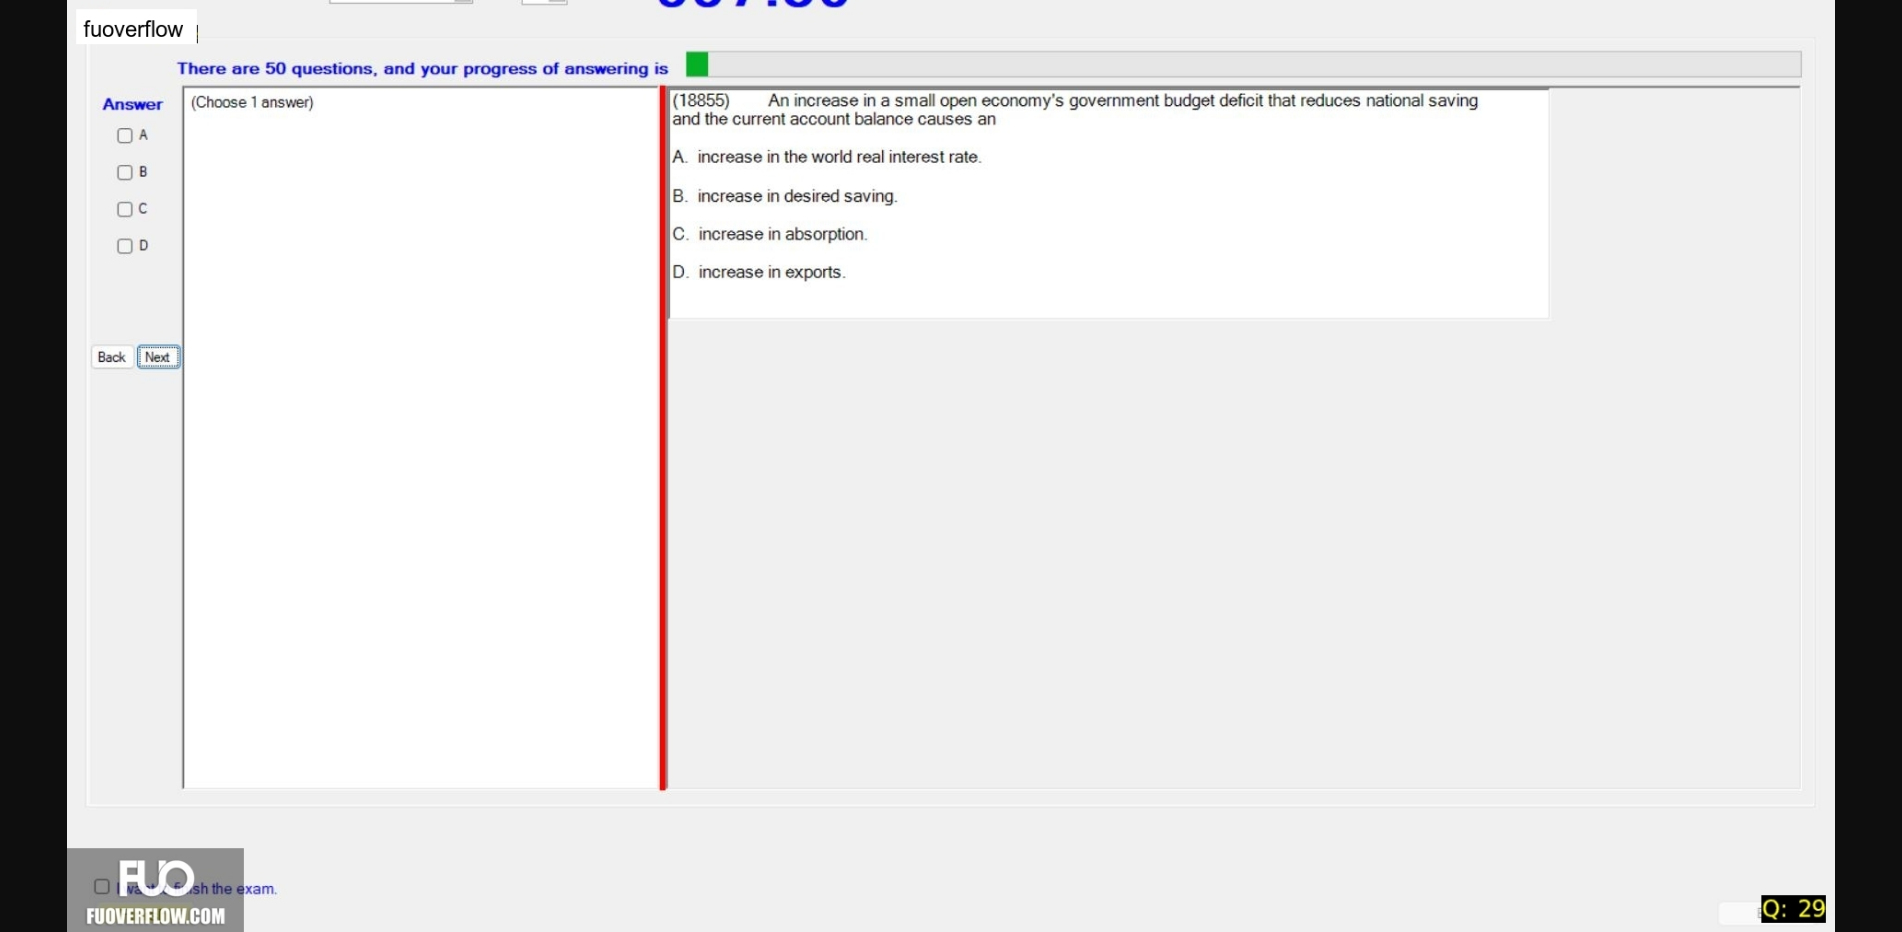 fuoverflow
There are 50 questions, and your progress of answering is
Answer
(Choose 1 answer)
A
B
C
D
Back
Next
(18855) An increase in a small open economy's government budget deficit that reduces national saving
and the current account balance causes an
A. increase in the world real interest rate.
B. increase in desired saving.
C. increase in absorption.
D. increase in exports.
FUO
I want finish the exam.
FUOVERFLOW.COM
Q: 29